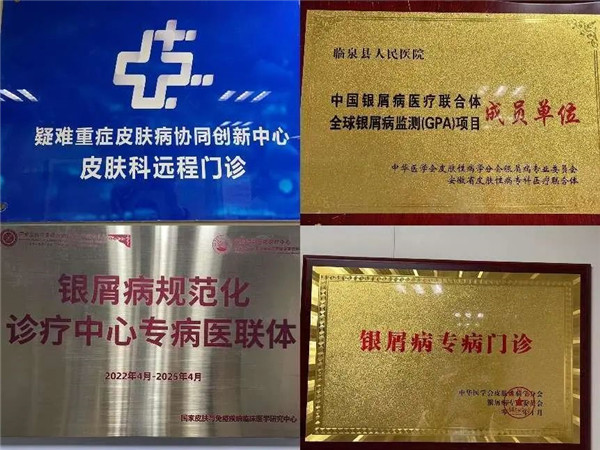 疑难重症皮肤病协同创新中心
皮肤科远程门诊
临泉县人民医院
中国银屑病医疗联合体
全球银屑病监测(GPA)项目
成员单位
中华医学会皮肤性病学分会银屑病专业委员会
安徽省皮肤性病专科医疗联合体
银屑病规范化
诊疗中心专病医联体
2022年4月-2025年4月
国家皮肤与免疫疾病临床医学研究中心
银屑病专病门诊